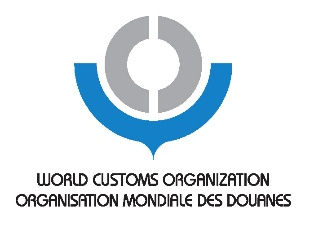 WORLD CUSTOMS ORGANIZATION
ORGANISATION MONDIALE DES DOUANES